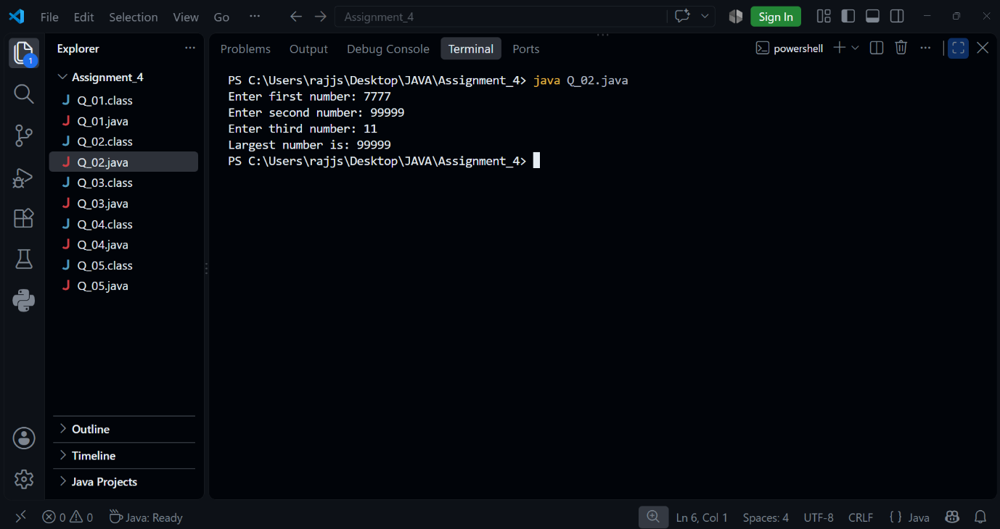 File Edit Selection View Go ··· Assignment_4 Sign In
Explorer ···
Problems Output Debug Console Terminal Ports powershell ···
Assignment_4
J Q_01.class
J Q_01.java
J Q_02.class
J Q_02.java
J Q_03.class
J Q_03.java
J Q_04.class
J Q_04.java
J Q_05.class
J Q_05.java
PS C:\Users\rajjs\Desktop\JAVA\Assignment_4> java Q_02.java
Enter first number: 7777
Enter second number: 99999
Enter third number: 11
Largest number is: 99999
PS C:\Users\rajjs\Desktop\JAVA\Assignment_4>
1
Outline
Timeline
Java Projects
0 0 Java: Ready Ln 6, Col 1 Spaces: 4 UTF-8 CRLF {} Java